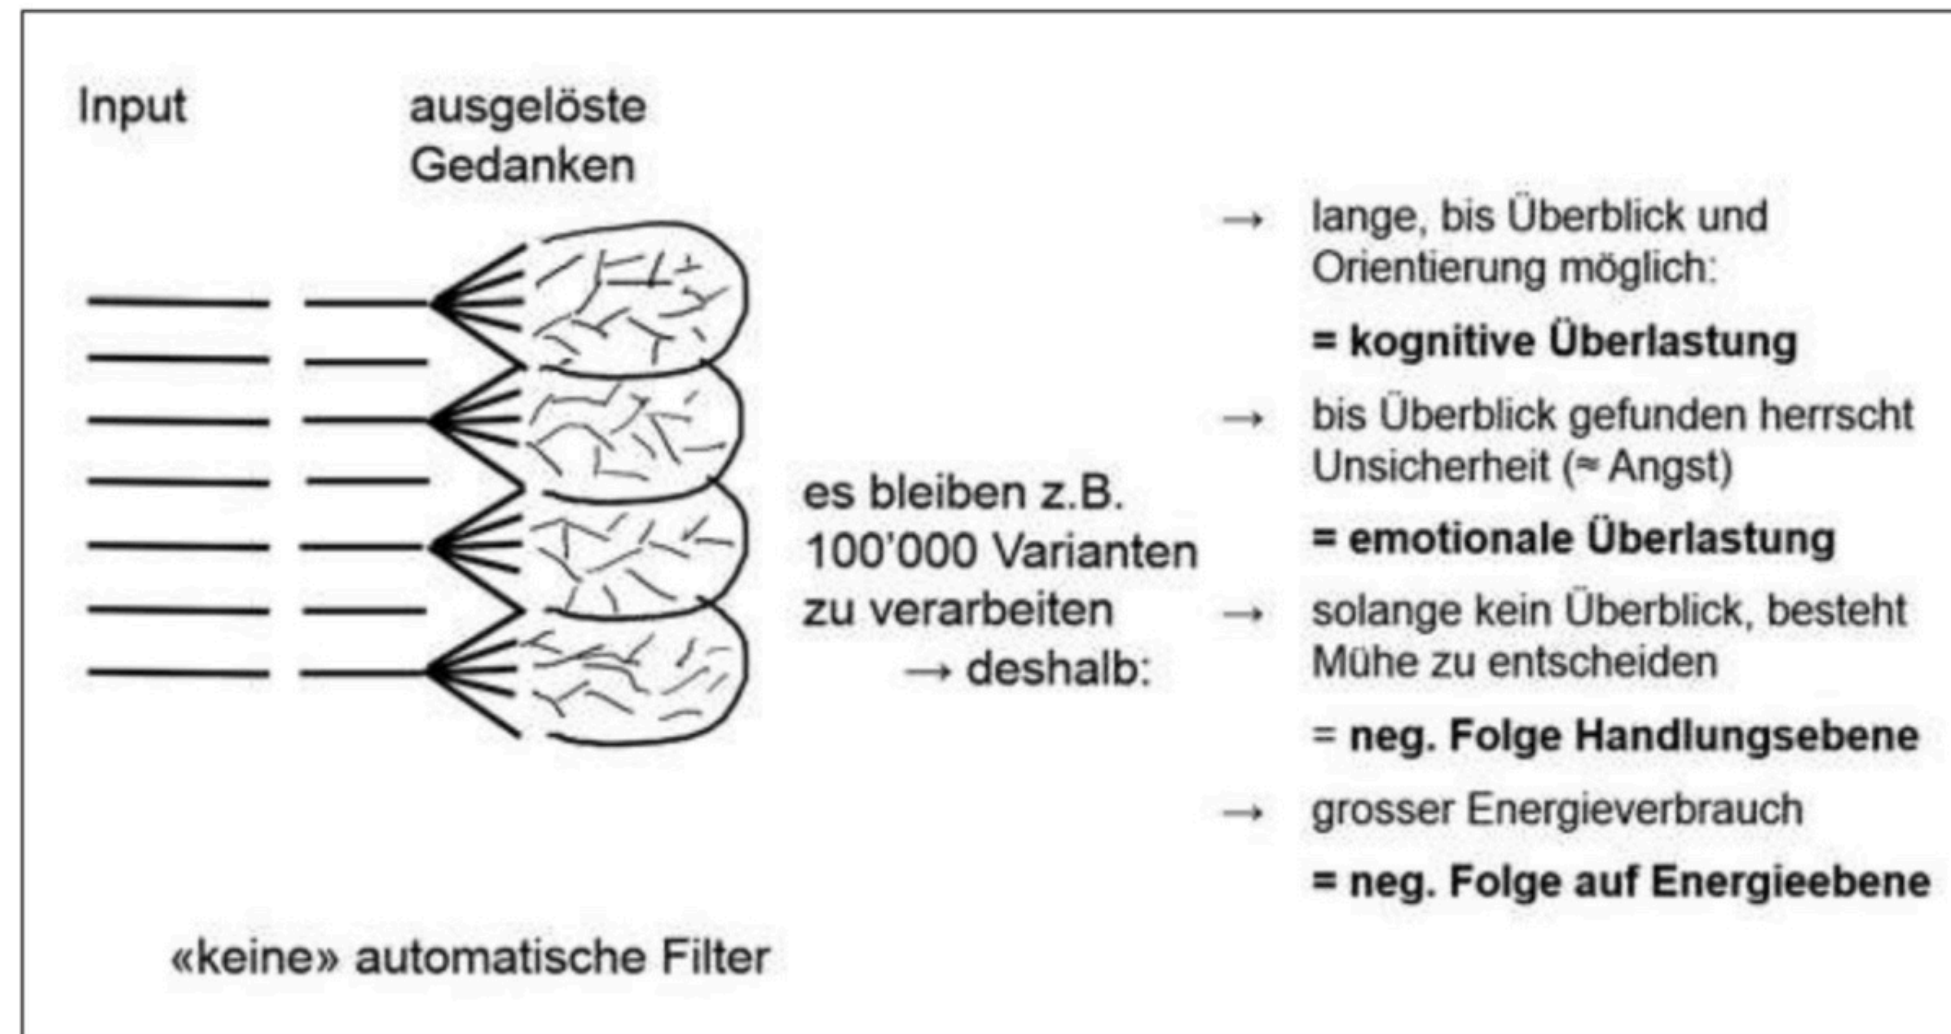 Input
ausgelöste
Gedanken
es bleiben z.B.
100'000 Varianten
zu verarbeiten
→ deshalb:
→ lange, bis Überblick und
Orientierung möglich:
= kognitive Überlastung
→ bis Überblick gefunden herrscht
Unsicherheit (≈ Angst)
= emotionale Überlastung
→ solange kein Überblick, besteht
Mühe zu entscheiden
= neg. Folge Handlungsebene
→ grosser Energieverbrauch
= neg. Folge auf Energieebene
«keine» automatische Filter